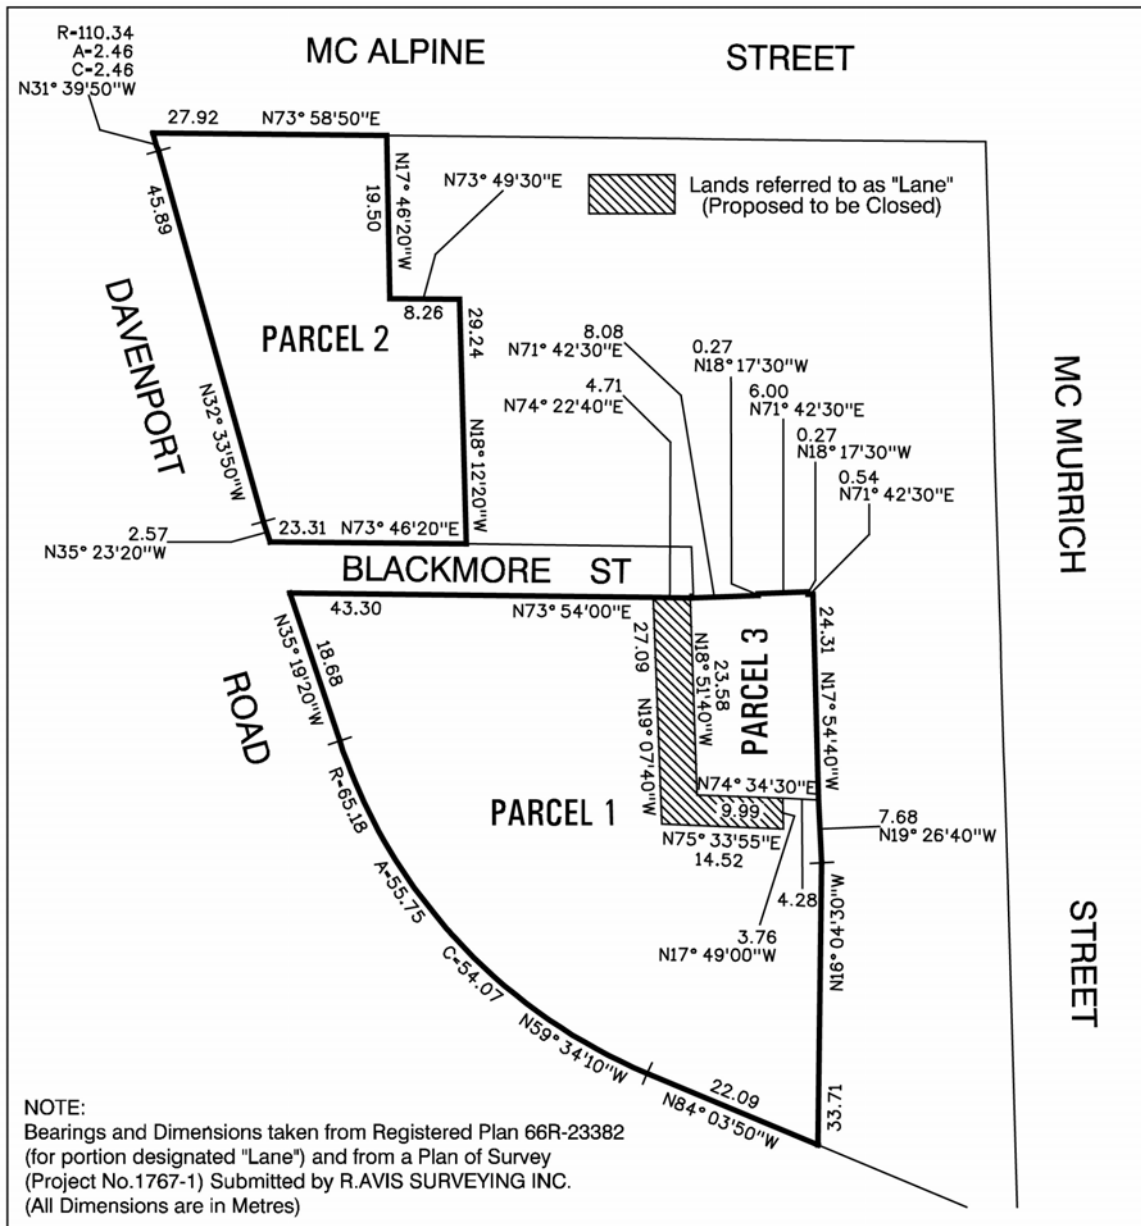 R-110.34
A-2.46
C-2.46
N31° 39'50"W
MC ALPINE STREET
27.92 N73° 58'50"E
N17° 46'20"W
19.50
N73° 49'30"E
Lands referred to as "Lane"
(Proposed to be Closed)
45.89
DAVENPORT
N32° 33'50"W
PARCEL 2
8.26
29.24
N18° 12'20"W
8.08
N71° 42'30"E
4.71
N74° 22'40"E
0.27
N18° 17'30"W
6.00
N71° 42'30"E
0.27
N18° 17'30"W
0.54
N71° 42'30"E
MC MURRICH
2.57
N35° 23'20"W
23.31 N73° 46'20"E
BLACKMORE ST
43.30 N73° 54'00"E
18.68
N35° 19'20"W
ROAD
27.09
N19° 07'40"W
N18° 51'40"W
23.58
PARCEL 3
24.31
N17° 54'40"W
N74° 34'30"E
9.99
N75° 33'55"E
14.52
PARCEL 1
7.68
N19° 26'40"W
4.28
3.76
N17° 49'00"W
N16° 04'30"W
33.71
STREET
R-65.18
A-55.75
C-54.07
N59° 34'10"W
22.09
N84° 03'50"W
NOTE:
Bearings and Dimensions taken from Registered Plan 66R-23382
(for portion designated "Lane") and from a Plan of Survey
(Project No.1767-1) Submitted by R.AVIS SURVEYING INC.
(All Dimensions are in Metres)